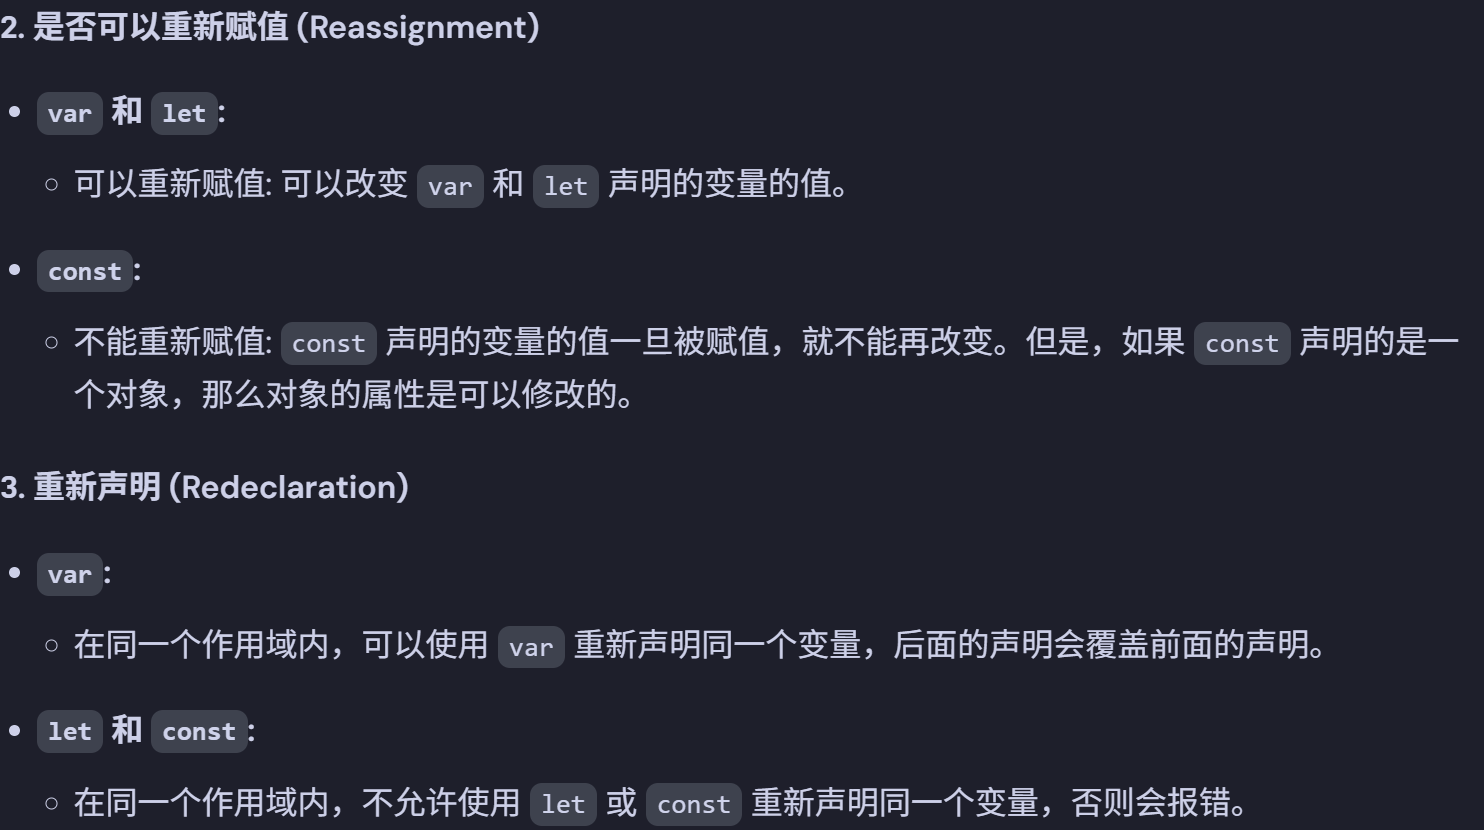 2. 是否可以重新赋值 (Reassignment)
var 和 let:
可以重新赋值: 可以改变 var 和 let 声明的变量的值。
const:
不能重新赋值: const 声明的变量的值一旦被赋值，就不能再改变。但是，如果 const 声明的是一
个对象，那么对象的属性是可以修改的。
3. 重新声明 (Redeclaration)
var:
在同一个作用域内，可以使用 var 重新声明同一个变量，后面的声明会覆盖前面的声明。
let 和 const:
在同一个作用域内，不允许使用 let 或 const 重新声明同一个变量，否则会报错。